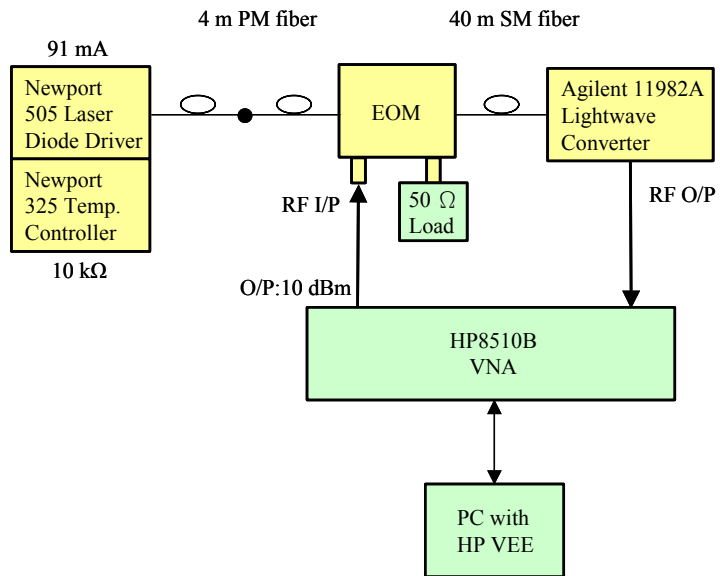 4 m PM fiber
40 m SM fiber
91 mA
Newport
505 Laser
Diode Driver
Newport
325 Temp.
Controller
10 kΩ
EOM
Agilent 11982A
Lightwave
Converter
RF I/P
50 Ω
Load
RF O/P
O/P:10 dBm
HP8510B
VNA
PC with
HP VEE